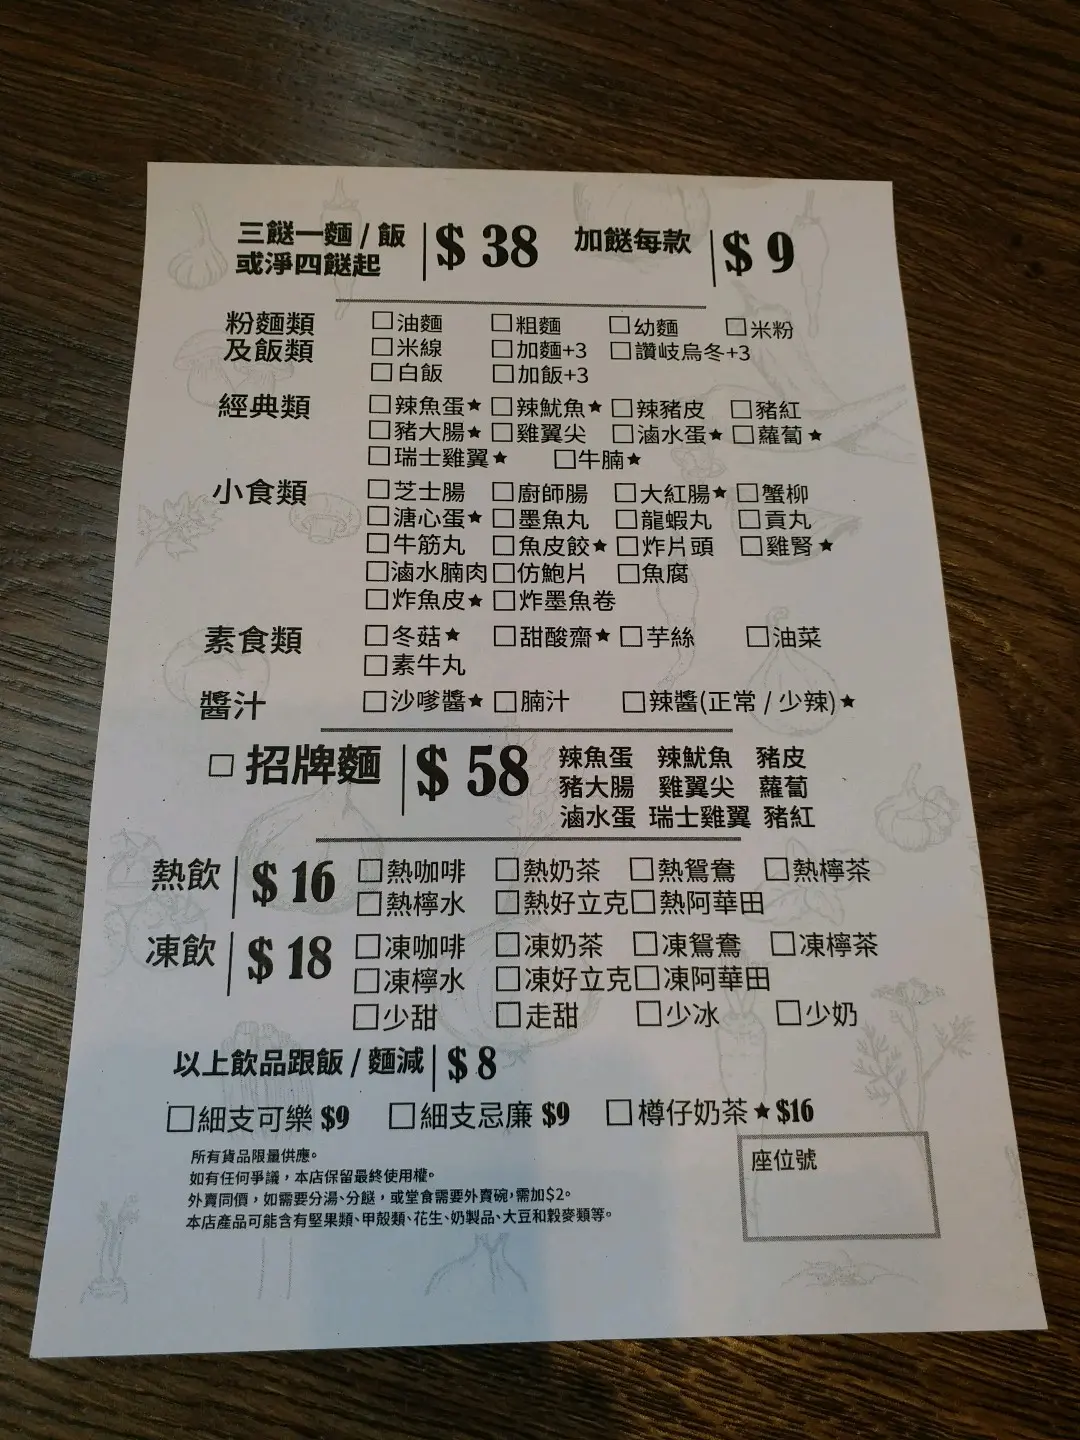 三餸一麵 / 飯 $ 38 加餸每款 $ 9
或淨四餸起
粉麵類 □油麵 □粗麵 □幼麵 □米粉
及飯類 □米線 □加麵+3 □讚岐烏冬+3
□白飯 □加飯+3
經典類 □辣魚蛋★ □辣魷魚★ □辣豬皮 □豬紅
□豬大腸★ □雞翼尖 □滷水蛋★ □蘿蔔★
□瑞士雞翼★ □牛腩★
小食類 □芝士腸 □廚師腸 □大紅腸★ □蟹柳
□溏心蛋★ □墨魚丸 □龍蝦丸 □貢丸
□牛筋丸 □魚皮餃★ □炸片頭 □雞腎★
□滷水腩肉 □仿鮑片 □魚腐
□炸魚皮★ □炸墨魚卷
素食類 □冬菇★ □甜酸齋★ □芋絲 □油菜
□素牛丸
醬汁 □沙嗲醬★ □腩汁 □辣醬(正常 / 少辣)★
□ 招牌麵 $ 58 辣魚蛋 辣魷魚 豬皮
豬大腸 雞翼尖 蘿蔔
滷水蛋 瑞士雞翼 豬紅
熱飲 $ 16 □熱咖啡 □熱奶茶 □熱鴛鴦 □熱檸茶
□熱檸水 □熱好立克 □熱阿華田
凍飲 $ 18 □凍咖啡 □凍奶茶 □凍鴛鴦 □凍檸茶
□凍檸水 □凍好立克 □凍阿華田
□少甜 □走甜 □少冰 □少奶
以上飲品跟飯 / 麵減 $ 8
□細支可樂 $9 □細支忌廉 $9 □樽仔奶茶★ $16
所有貨品限量供應。
如有任何爭議，本店保留最終使用權。
外賣同價，如需要分湯、分餸，或堂食需要外賣碗，需加$2。
本店產品可能含有堅果類、甲殼類、花生、奶製品、大豆和穀麥類等。
座位號